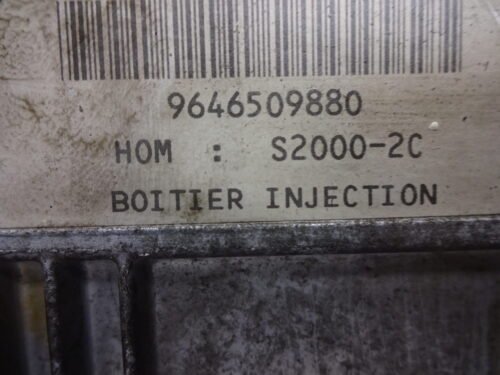 9646509880
HOM : S2000-2C
BOITIER INJECTION